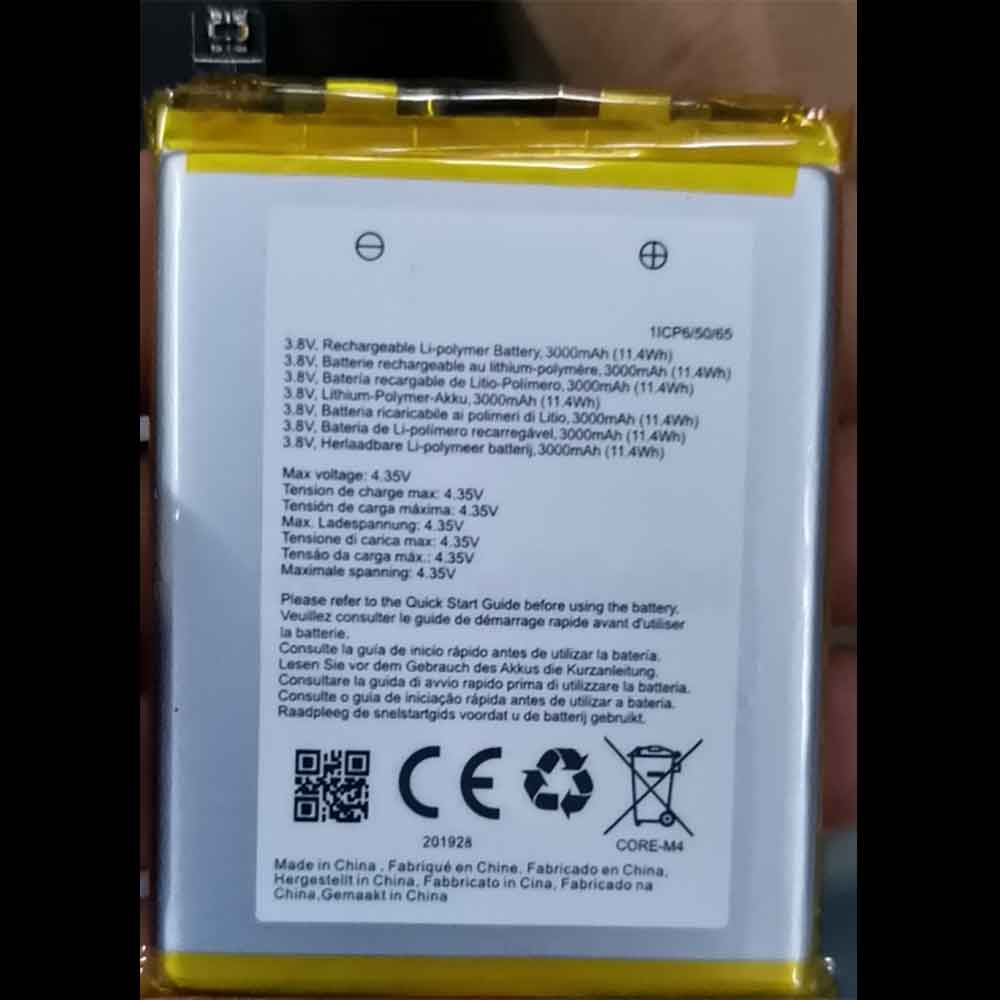 1ICP6/50/65
3.8V, Rechargeable Li-polymer Battery, 3000mAh (11.4Wh)
3.8V, Batterie rechargeable au lithium-polymére, 3000mAh (11.4Wh)
3.8V, Batería recargable de Litio-Polímero, 3000mAh (11.4Wh)
3.8V, Lithium-Polymer-Akku, 3000mAh (11.4Wh)
3.8V, Batteria ricaricabile ai polimeri di Litio, 3000mAh (11.4Wh)
3.8V, Bateria de Li-polímero recarregável, 3000mAh (11.4Wh)
3.8V, Herlaadbare Li-polymeer batterij, 3000mAh (11.4Wh)
Max voltage: 4.35V
Tension de charge max: 4.35V
Tensión de carga máxima: 4.35V
Max. Ladespannung: 4.35V
Tensione di carica max: 4.35V
Tensão da carga máx.: 4.35V
Maximale spanning: 4.35V
Please refer to the Quick Start Guide before using the battery.
Veuillez consulter le guide de démarrage rapide avant d'utiliser
la batterie.
Consulte la guía de inicio rápido antes de utilizar la batería.
Lesen Sie vor dem Gebrauch des Akkus die Kurzanleitung.
Consultare la guida di avvio rapido prima di utilizzare la batteria.
Consulte o guia de iniciação rápida antes de utilizar a bateria.
Raadpleeg de snelstartgids voordat u de batterij gebruikt.
CE
201928
CORE-M4
Made in China , Fabriqué en Chine, Fabricado en China,
Hergestellt in China, Fabbricato in Cina, Fabricado na
China,Gemaakt in China